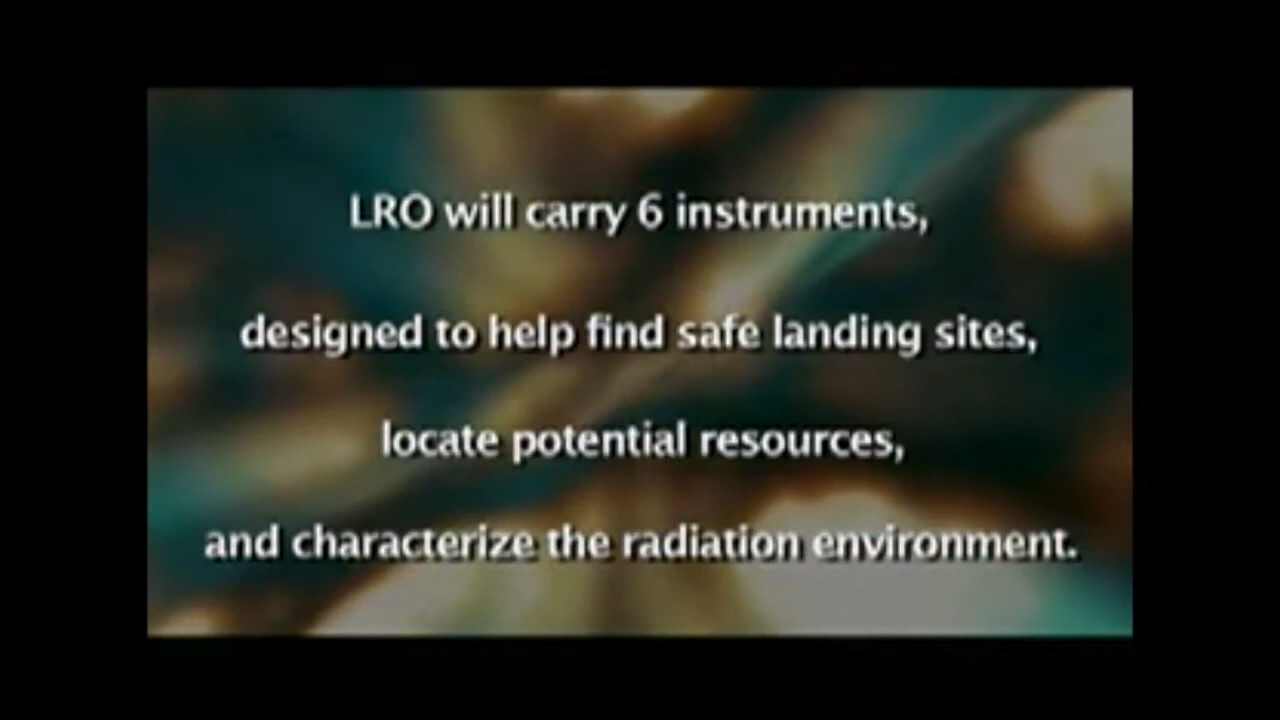 LRO will carry 6 instruments,
designed to help find safe landing sites,
locate potential resources,
and characterize the radiation environment.